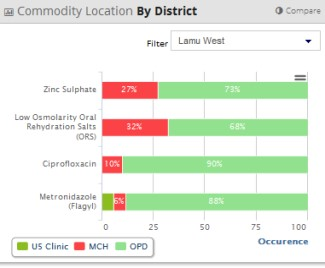 Commodity Location By District
Compare
Filter
Lamu West
Zinc Sulphate
27%
73%
Low Osmolarity Oral
Rehydration Salts
(ORS)
32%
68%
Ciprofloxacin
10%
90%
Metronidazole
(Flagyl)
6%
88%
0
25
50
75
100
Occurence
US Clinic
MCH
OPD